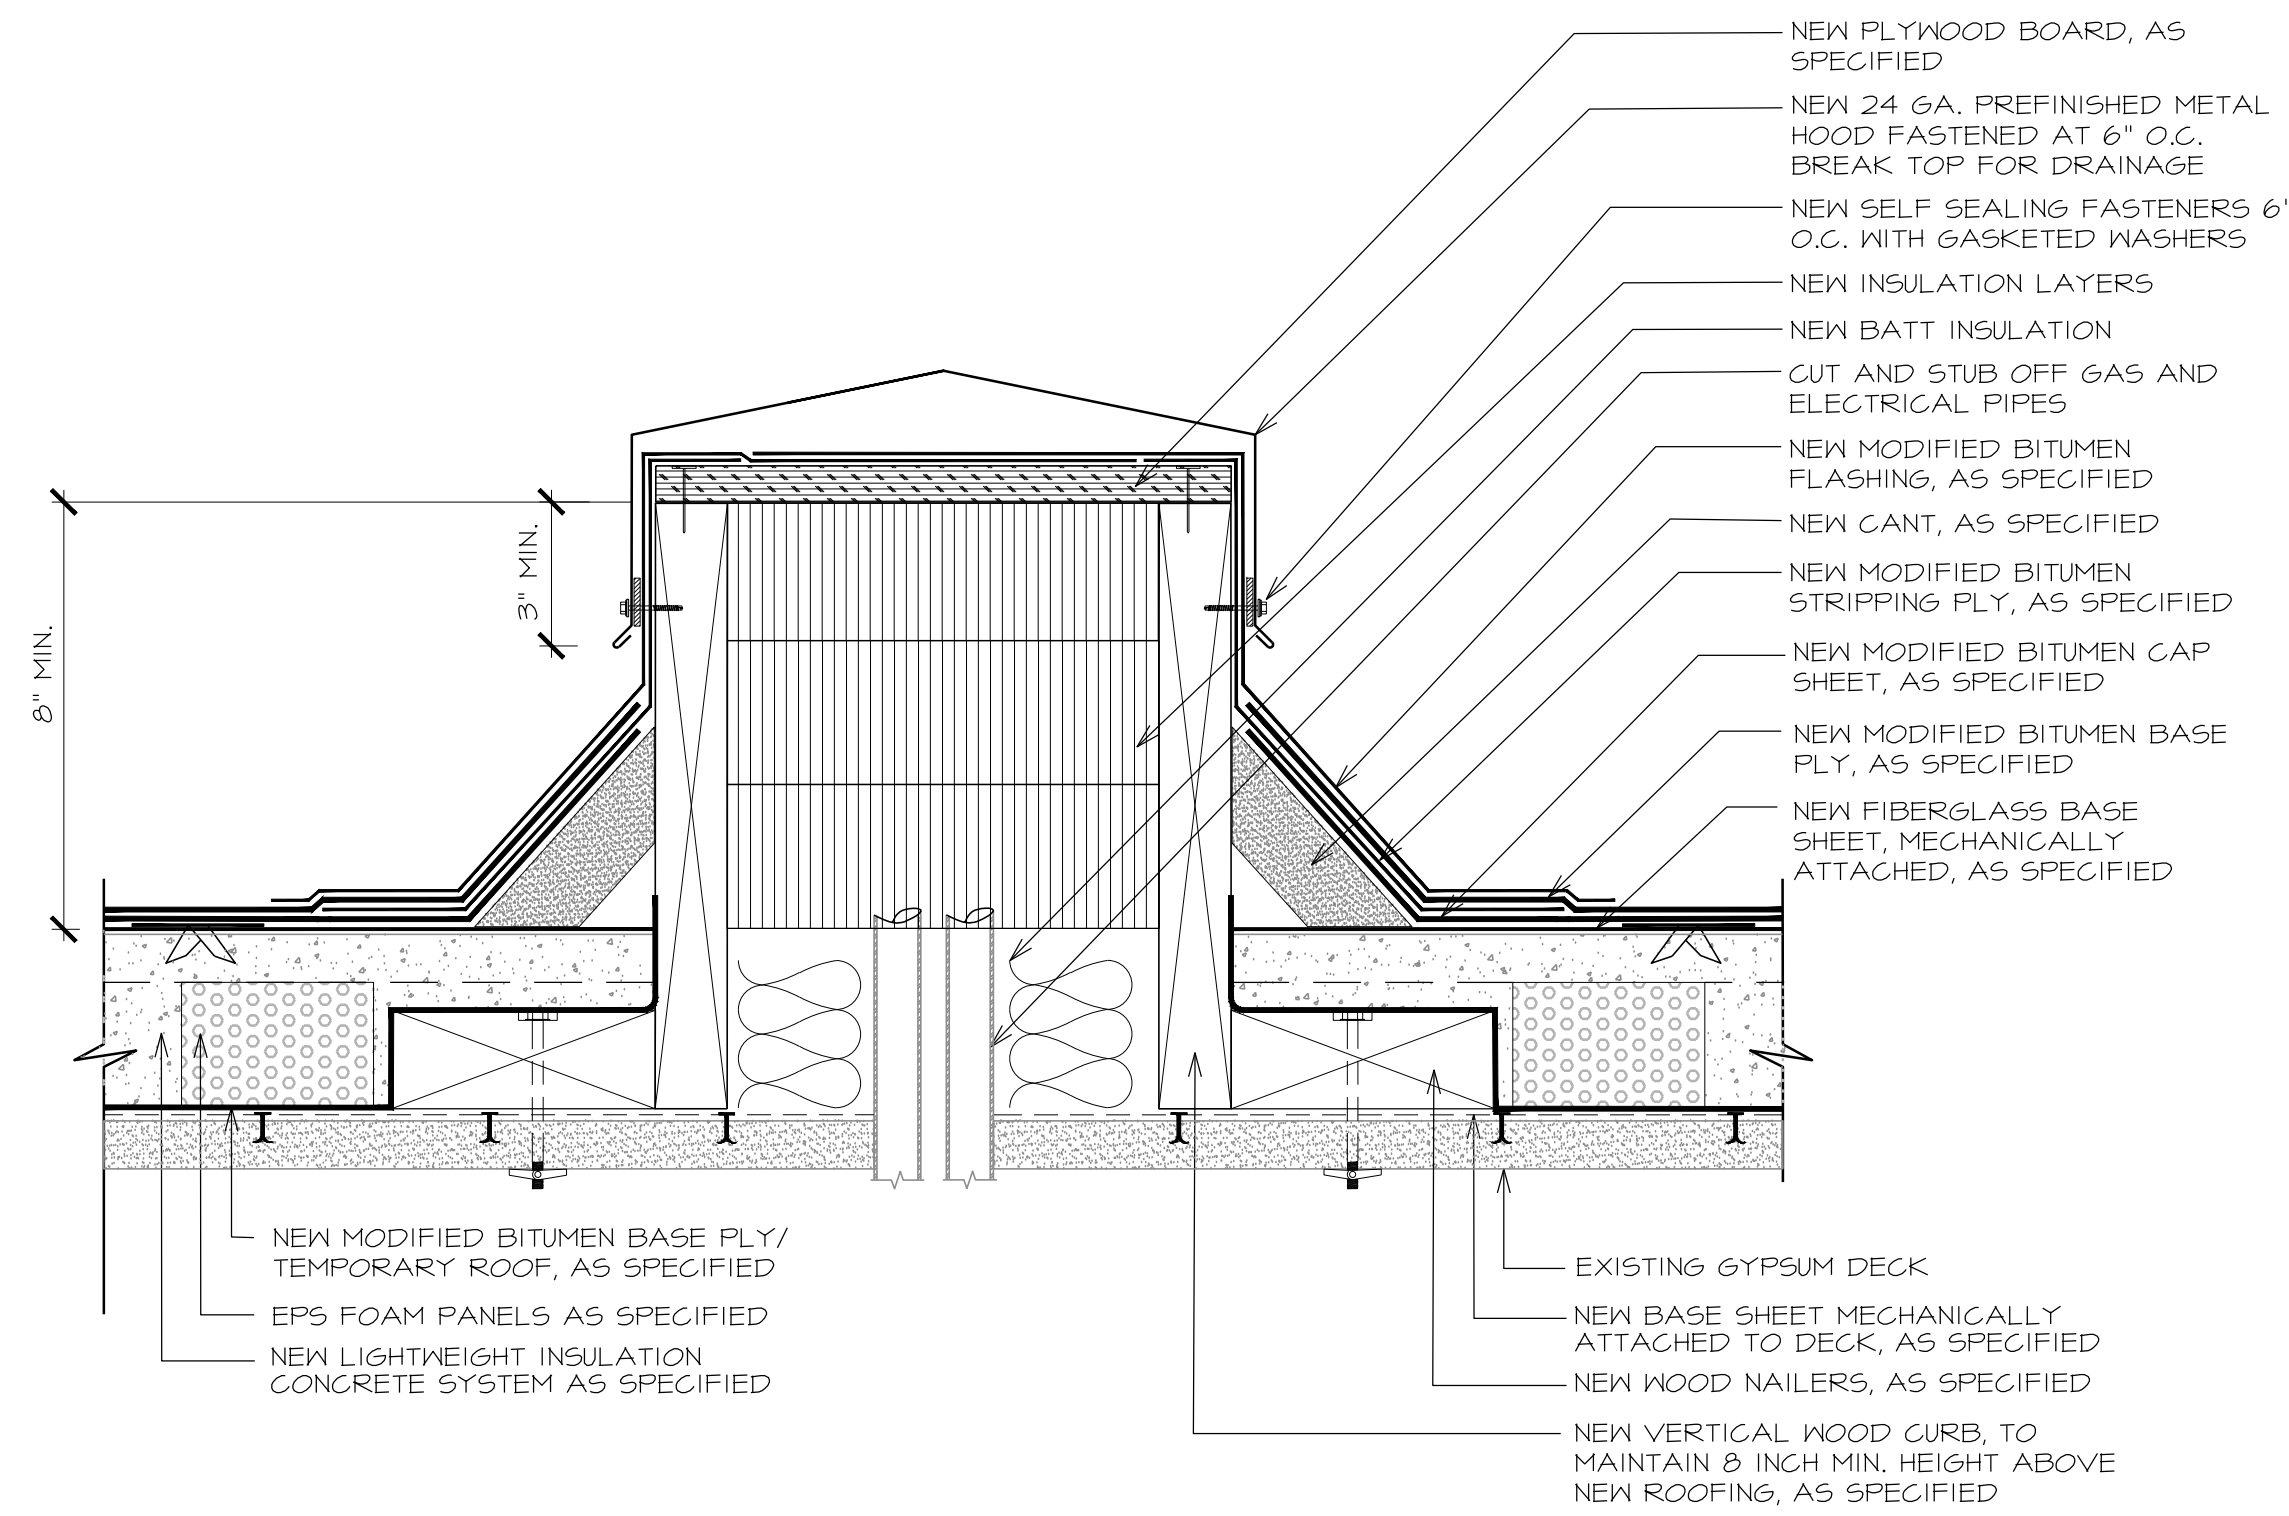 NEW PLYWOOD BOARD, AS
SPECIFIED
NEW 24 GA. PREFINISHED METAL
HOOD FASTENED AT 6" O.C.
BREAK TOP FOR DRAINAGE
NEW SELF SEALING FASTENERS 6'
O.C. WITH GASKETED WASHERS
NEW INSULATION LAYERS
NEW BATT INSULATION
CUT AND STUB OFF GAS AND
ELECTRICAL PIPES
NEW MODIFIED BITUMEN
FLASHING, AS SPECIFIED
NEW CANT, AS SPECIFIED
NEW MODIFIED BITUMEN
STRIPPING PLY, AS SPECIFIED
NEW MODIFIED BITUMEN CAP
SHEET, AS SPECIFIED
NEW MODIFIED BITUMEN BASE
PLY, AS SPECIFIED
NEW FIBERGLASS BASE
SHEET, MECHANICALLY
ATTACHED, AS SPECIFIED
3" MIN.
8" MIN.
NEW MODIFIED BITUMEN BASE PLY/
TEMPORARY ROOF, AS SPECIFIED
EPS FOAM PANELS AS SPECIFIED
NEW LIGHTWEIGHT INSULATION
CONCRETE SYSTEM AS SPECIFIED
EXISTING GYPSUM DECK
NEW BASE SHEET MECHANICALLY
ATTACHED TO DECK, AS SPECIFIED
NEW WOOD NAILERS, AS SPECIFIED
NEW VERTICAL WOOD CURB, TO
MAINTAIN 8 INCH MIN. HEIGHT ABOVE
NEW ROOFING, AS SPECIFIED